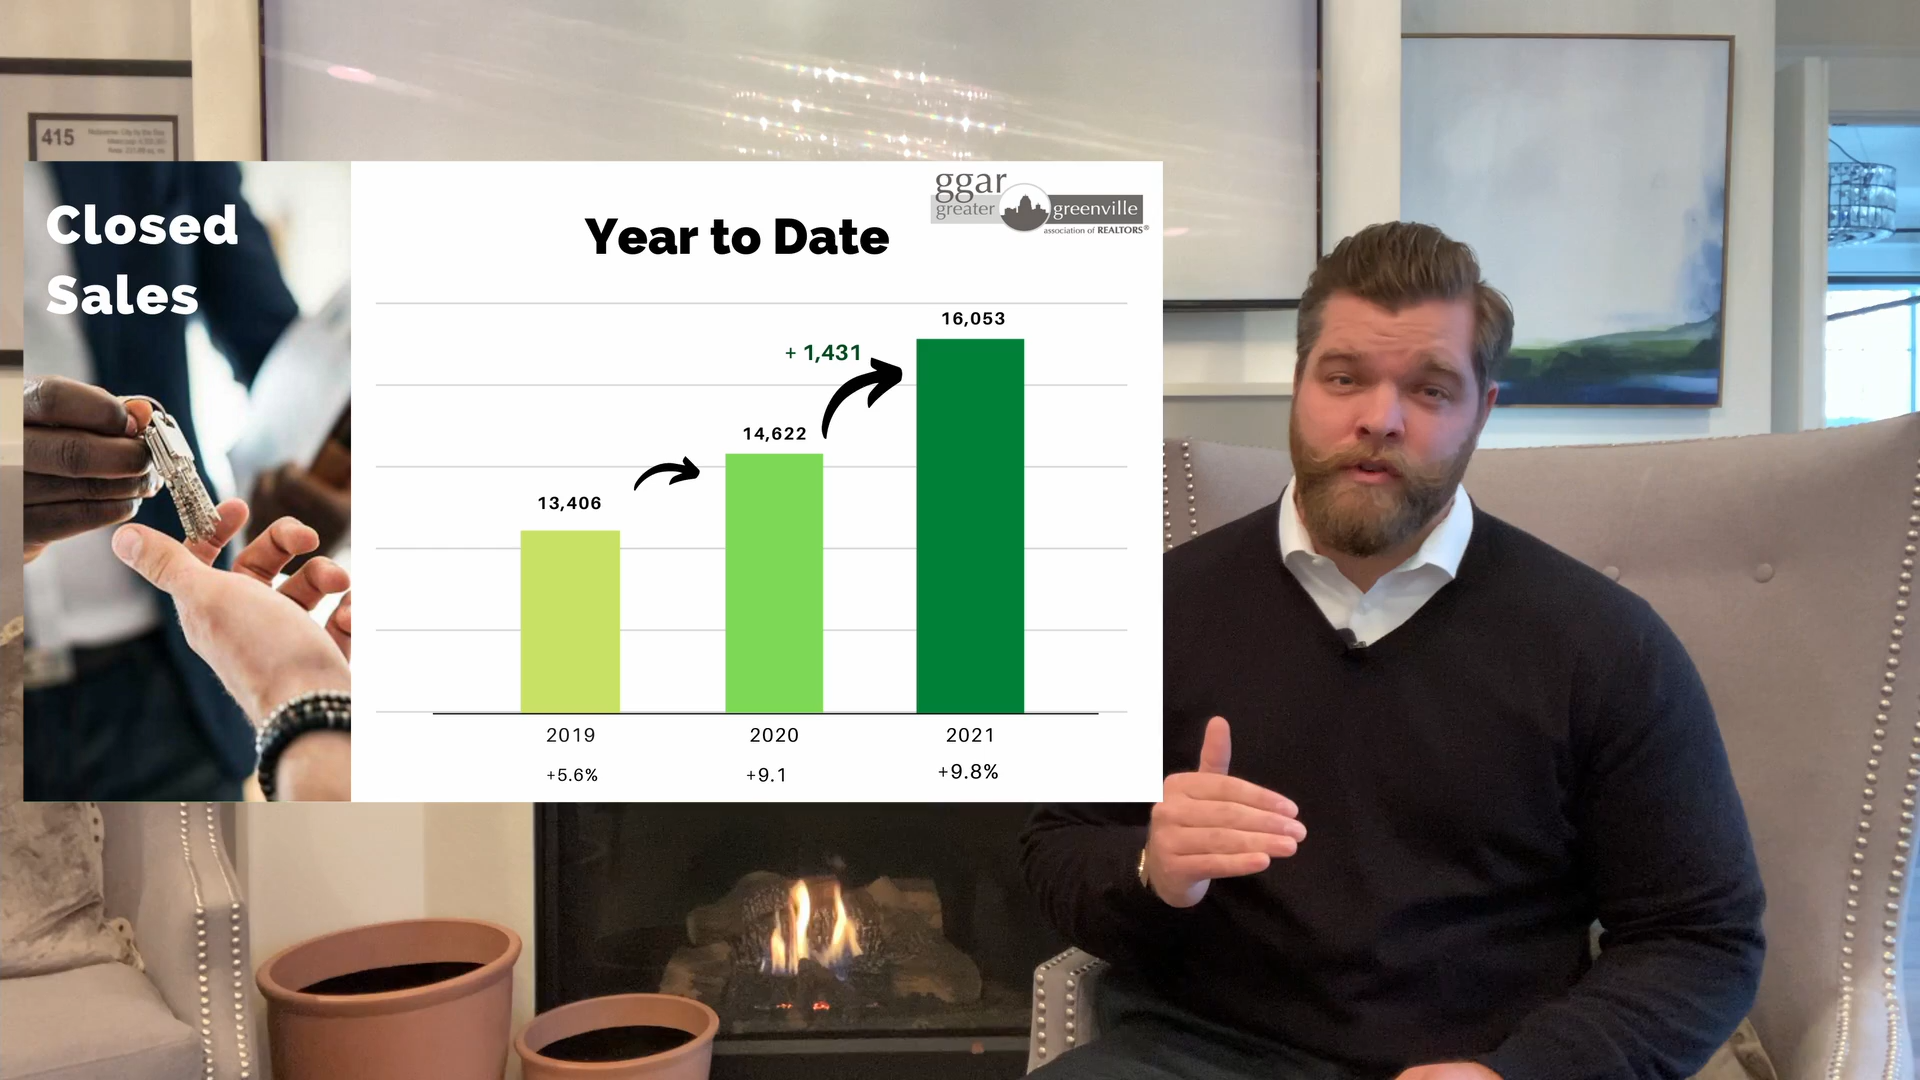 415
Closed
Sales
Year to Date
ggar
greater greenville
association of REALTORS®
16,053
+ 1,431
14,622
13,406
2019 2020 2021
+5.6% +9.1 +9.8%